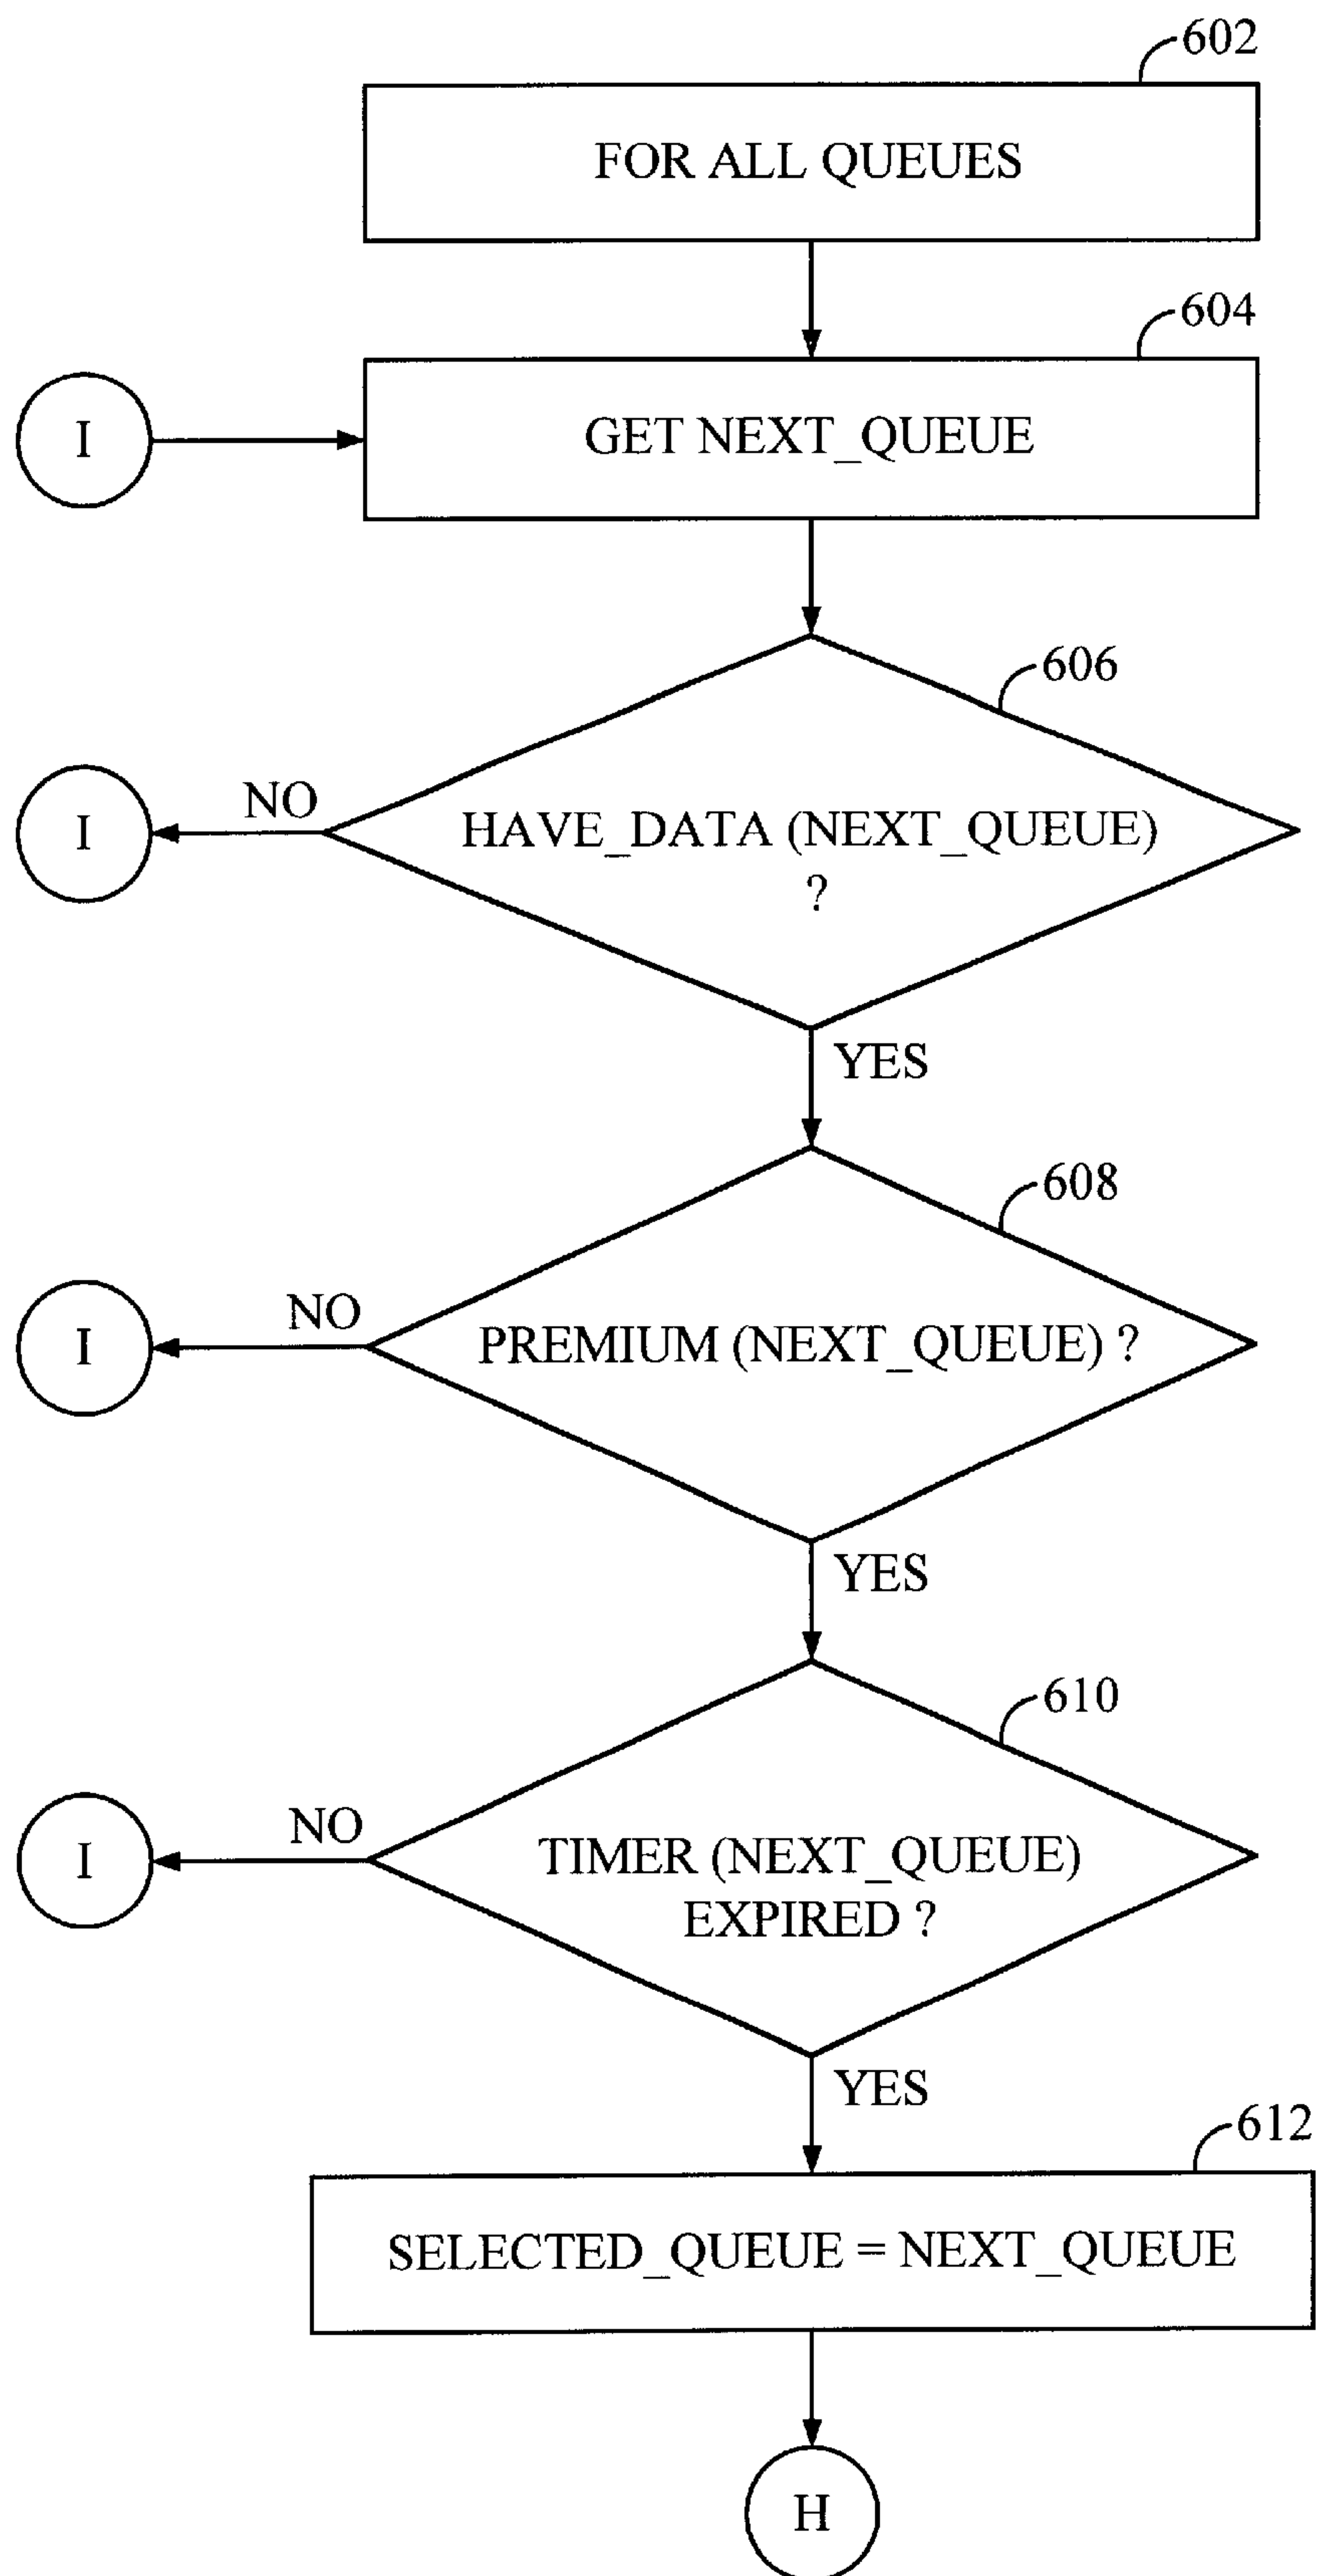 602
FOR ALL QUEUES
604
I
GET NEXT_QUEUE
606
I
NO
HAVE_DATA (NEXT_QUEUE)
?
YES
608
I
NO
PREMIUM (NEXT_QUEUE) ?
YES
610
I
NO
TIMER (NEXT_QUEUE)
EXPIRED ?
YES
612
SELECTED_QUEUE = NEXT_QUEUE
H